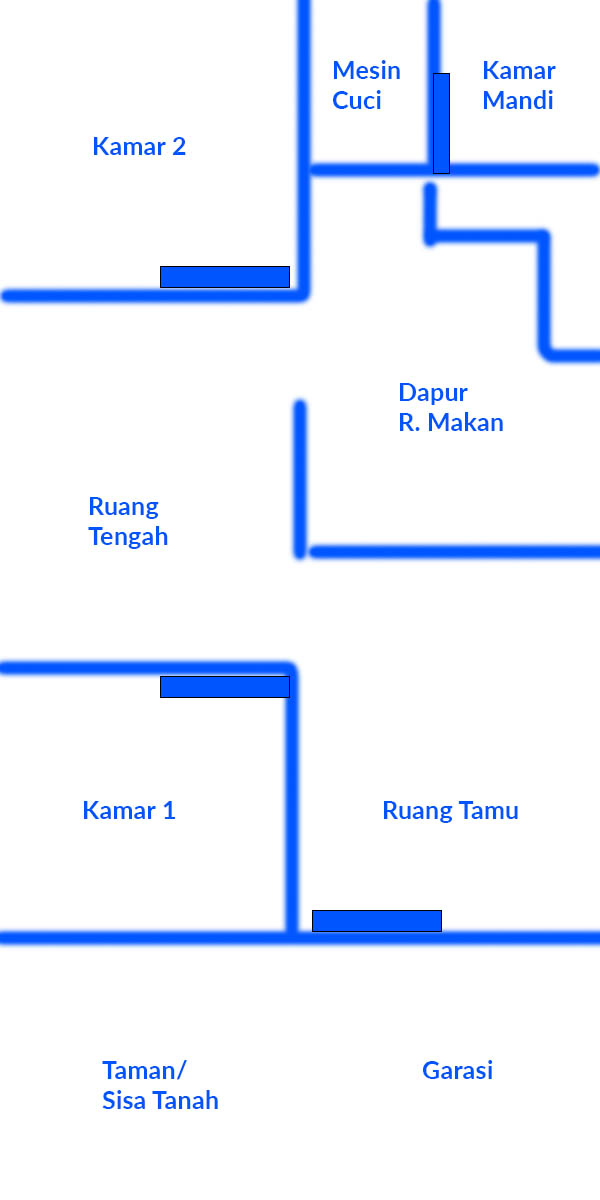 Mesin
Cuci
Kamar
Mandi
Kamar 2
Dapur
R. Makan
Ruang
Tengah
Kamar 1
Ruang Tamu
Taman/
Sisa Tanah
Garasi